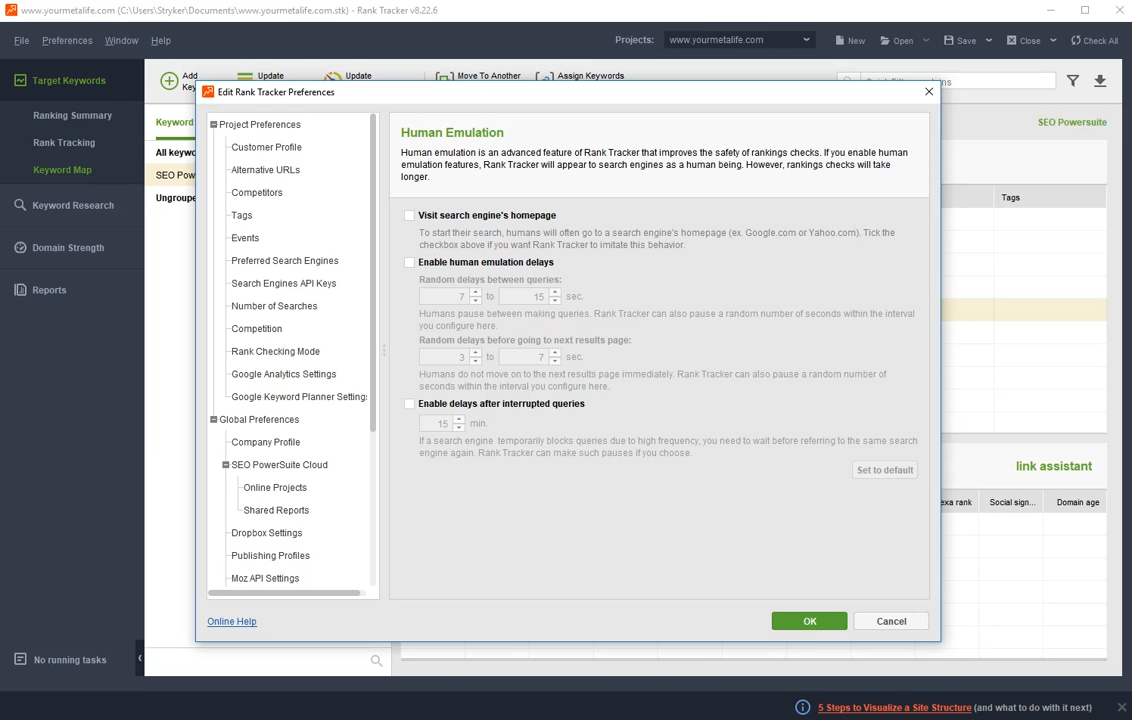 www.yourmetalife.com (C:\Users\Stryker\Documents\www.yourmetalife.com.stk) - Rank Tracker v8.22.6
File Preferences Window Help
Projects: www.yourmetalife.com New Open Save Close Check All
Target Keywords
Ranking Summary
Rank Tracking
Keyword Map
Keyword Research
Domain Strength
Reports
No running tasks
Add
Key
Update
Update
Move To Another
Assign Keywords
Keyword
SEO Powersuite
All keywo
SEO Pow
Ungroupe
Tags
link assistant
exa rank Social sign... Domain age
Edit Rank Tracker Preferences
Project Preferences
Customer Profile
Alternative URLs
Competitors
Tags
Events
Preferred Search Engines
Search Engines API Keys
Number of Searches
Competition
Rank Checking Mode
Google Analytics Settings
Google Keyword Planner Settings
Global Preferences
Company Profile
SEO PowerSuite Cloud
Online Projects
Shared Reports
Dropbox Settings
Publishing Profiles
Moz API Settings
Human Emulation
Human emulation is an advanced feature of Rank Tracker that improves the safety of rankings checks. If you enable human
emulation features, Rank Tracker will appear to search engines as a human being. However, rankings checks will take
longer.
Visit search engine's homepage
To start their search, humans will often go to a search engine's homepage (ex. Google.com or Yahoo.com). Tick the
checkbox above if you want Rank Tracker to imitate this behavior.
Enable human emulation delays
Random delays between queries:
7 to 15 sec.
Humans pause between making queries. Rank Tracker can also pause a random number of seconds within the interval
you configure here.
Random delays before going to next results page:
3 to 7 sec.
Humans do not move on to the next results page immediately. Rank Tracker can also pause a random number of
seconds within the interval you configure here.
Enable delays after interrupted queries
15 min.
If a search engine temporarily blocks queries due to high frequency, you need to wait before referring to the same search
engine again. Rank Tracker can make such pauses if you choose.
Set to default
Online Help
OK Cancel
5 Steps to Visualize a Site Structure (and what to do with it next)